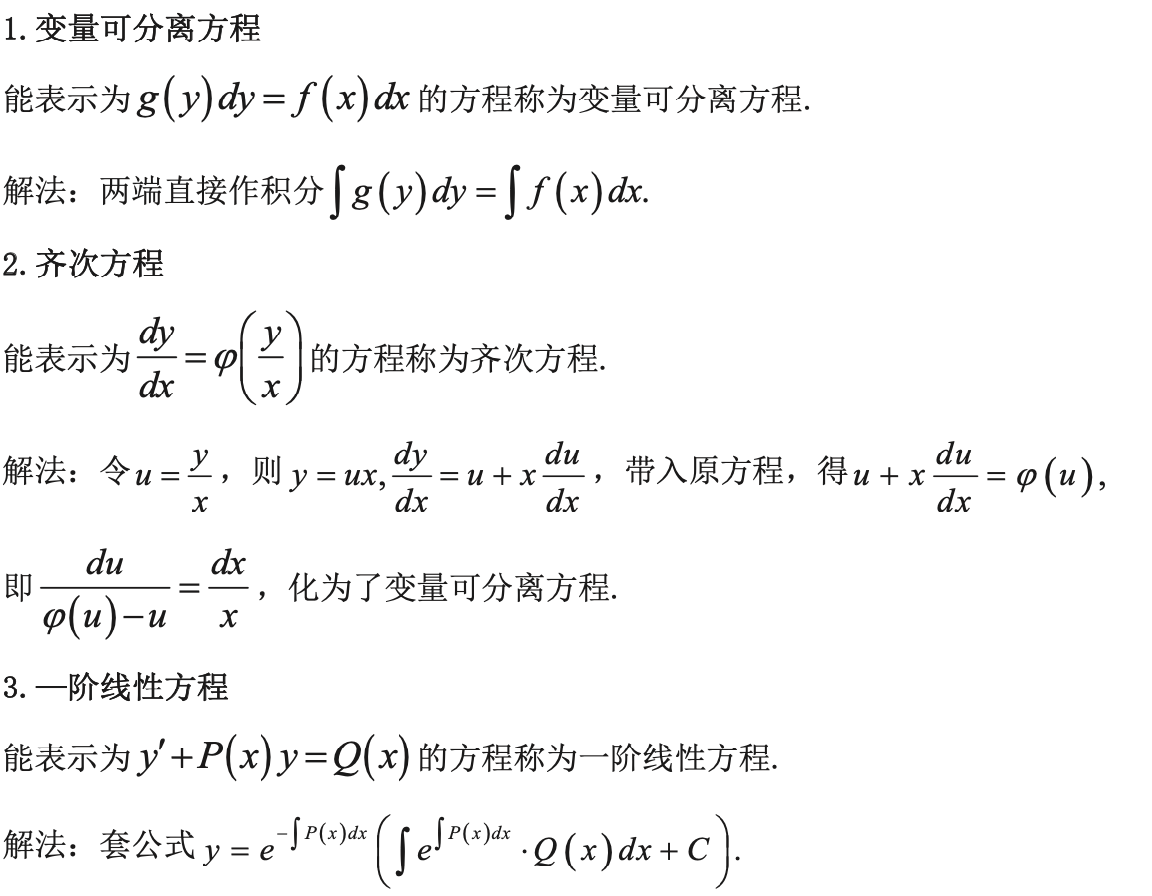 1. 变量可分离方程
能表示为 $g(y)dy=f(x)dx$ 的方程称为变量可分离方程.
解法：两端直接作积分 $\int g(y)dy=\int f(x)dx.$
2. 齐次方程
能表示为 $\frac{dy}{dx}=\varphi\left(\frac{y}{x}\right)$ 的方程称为齐次方程.
解法：令 $u=\frac{y}{x}$，则 $y=ux,\frac{dy}{dx}=u+x\frac{du}{dx}$，带入原方程，得 $u+x\frac{du}{dx}=\varphi(u),$
即 $\frac{du}{\varphi(u)-u}=\frac{dx}{x}$，化为了变量可分离方程.
3. 一阶线性方程
能表示为 $y'+P(x)y=Q(x)$ 的方程称为一阶线性方程.
解法：套公式 $y=e^{-\int P(x)dx}\left(\int e^{\int P(x)dx}\cdot Q(x)dx+C\right).$